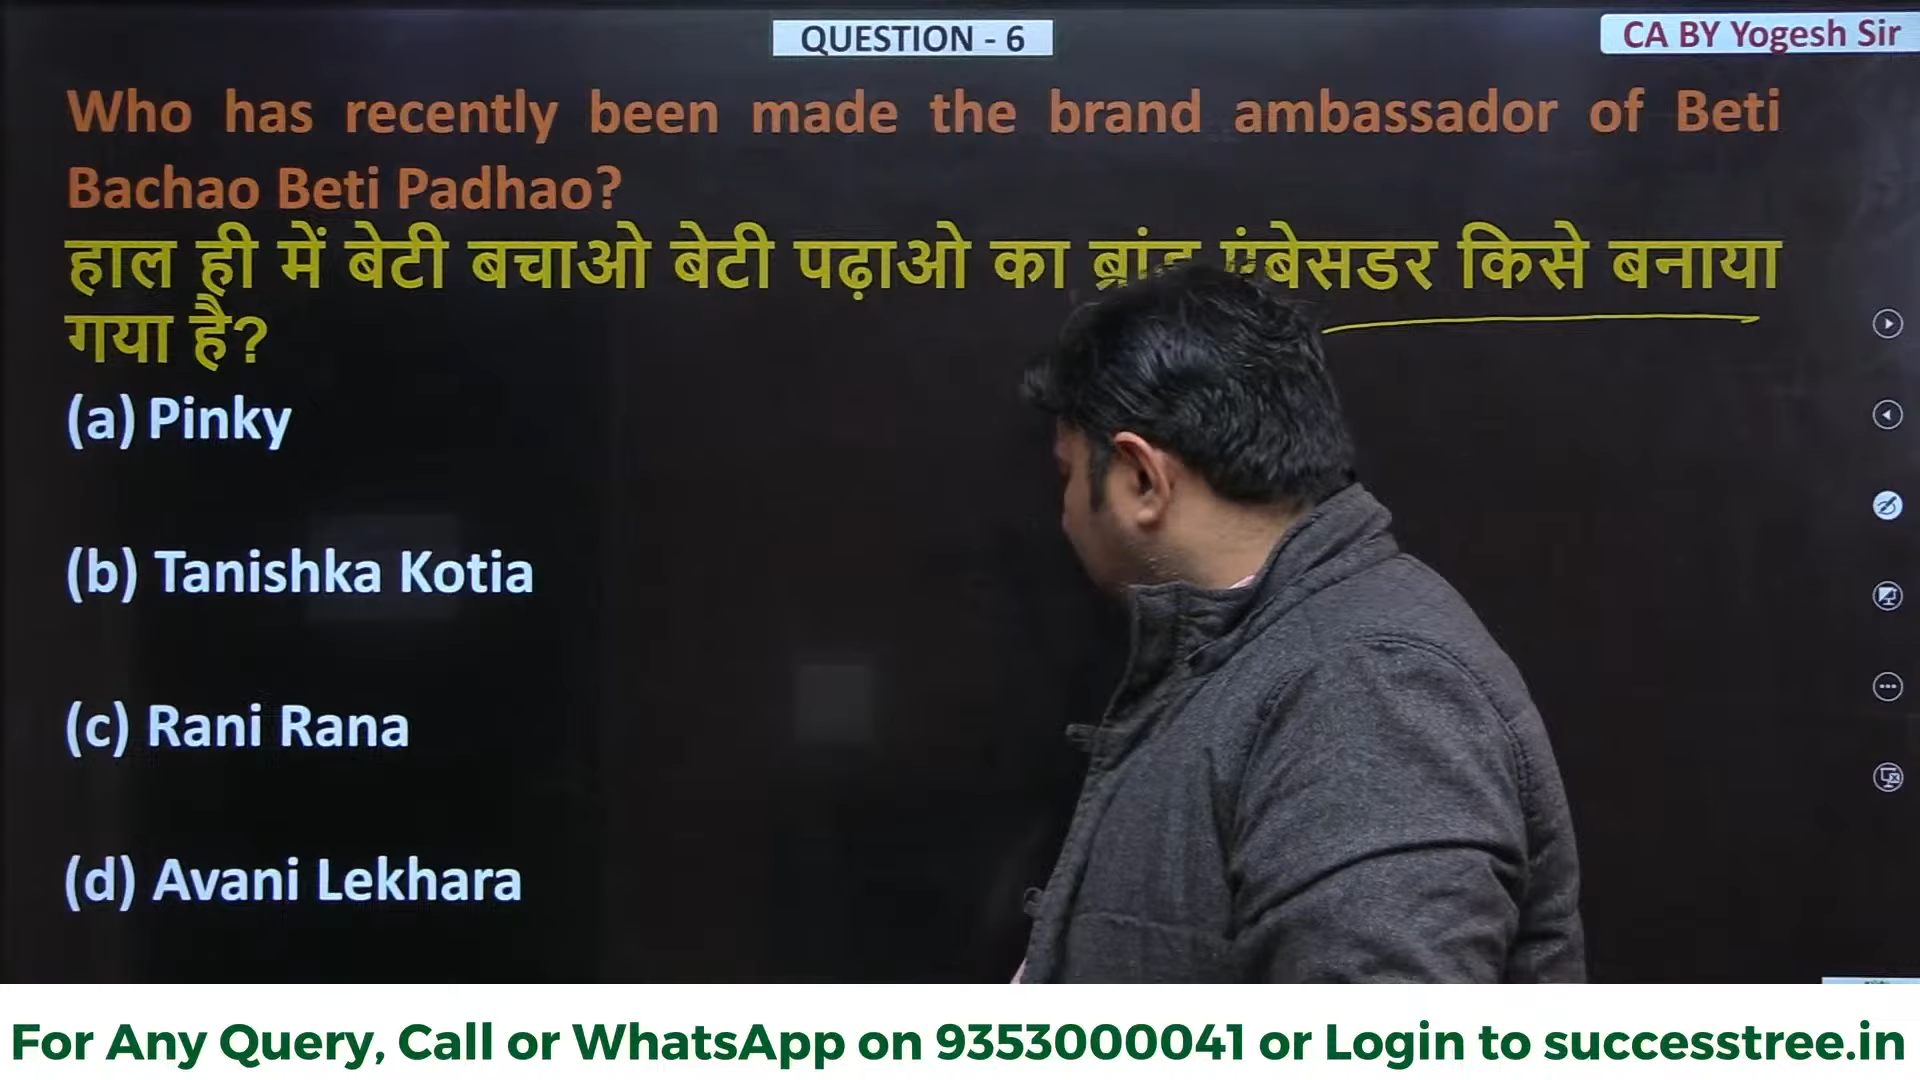 QUESTION - 6
CA BY Yogesh Sir
Who has recently been made the brand ambassador of Beti
Bachao Beti Padhao?
हाल ही में बेटी बचाओ बेटी पढ़ाओ का ब्रांड एंबेसडर किसे बनाया
गया है?
(a) Pinky
(b) Tanishka Kotia
(c) Rani Rana
(d) Avani Lekhara
For Any Query, Call or WhatsApp on 9353000041 or Login to successtree.in